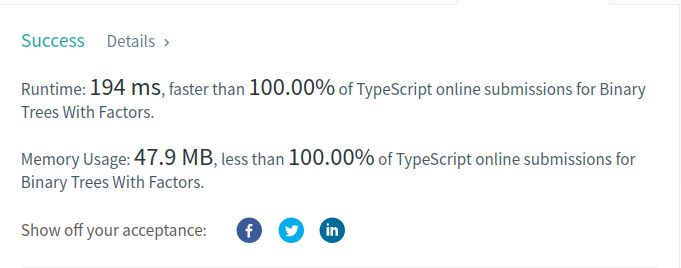 Success Details ›
Runtime: 194 ms, faster than 100.00% of TypeScript online submissions for Binary
Trees With Factors.
Memory Usage: 47.9 MB, less than 100.00% of TypeScript online submissions for
Binary Trees With Factors.
Show off your acceptance: f in